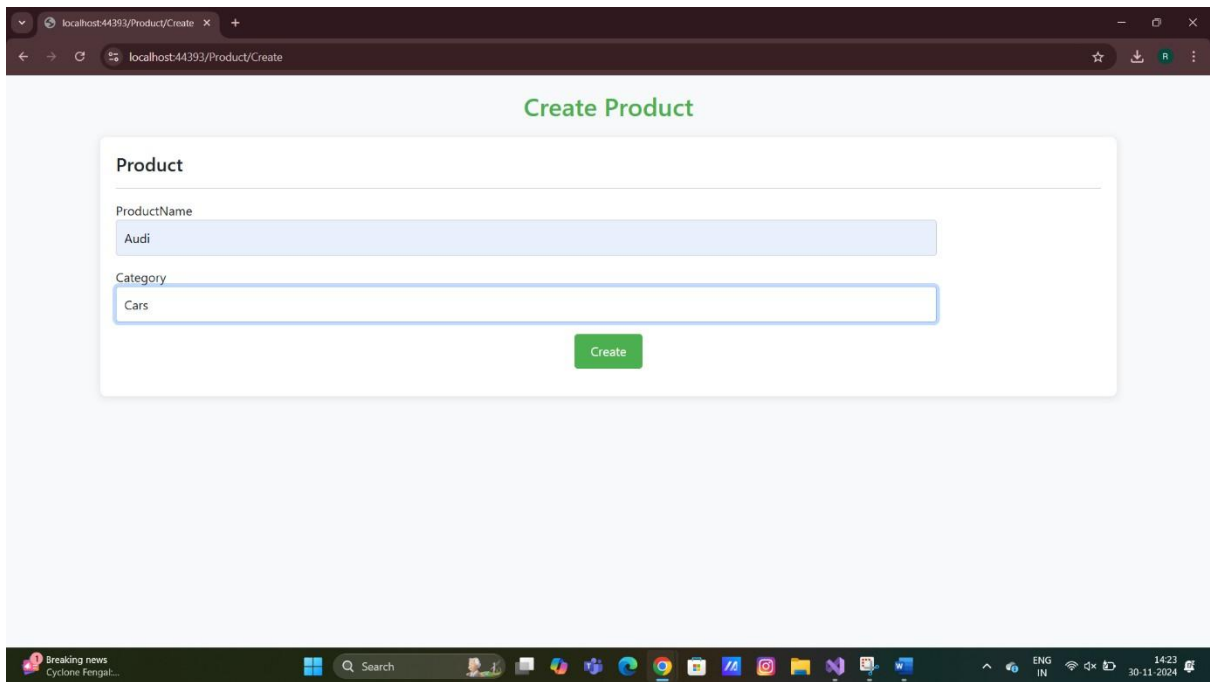 localhost:44393/Product/Create
localhost:44393/Product/Create
R
Create Product
Product
ProductName
Audi
Category
Cars
Create
1
Breaking news
Cyclone Fengal:...
Search
ENG
IN
14:23
30-11-2024